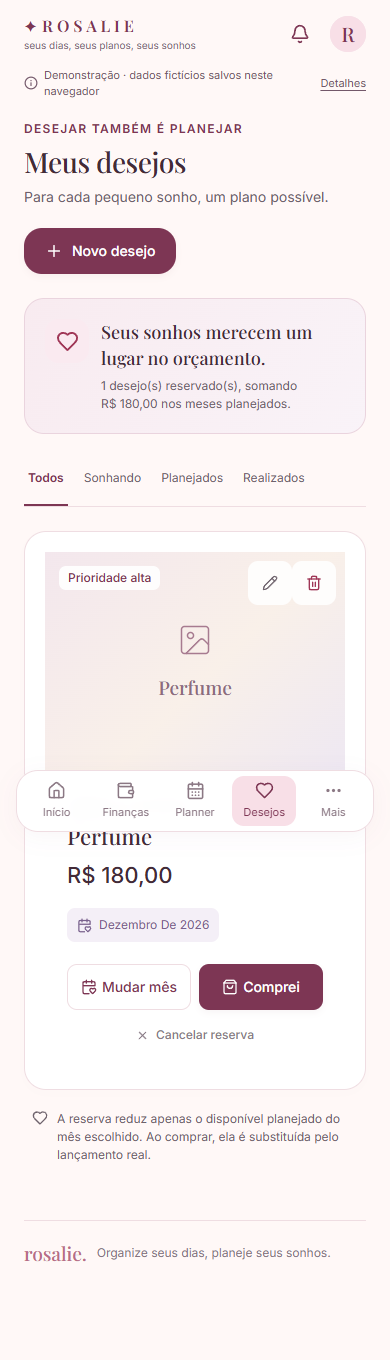 ROSALIE
seus dias, seus planos, seus sonhos
R
Demonstração · dados fictícios salvos neste
navegador
Detalhes
DESEJAR TAMBÉM É PLANEJAR
Meus desejos
Para cada pequeno sonho, um plano possível.
Novo desejo
Seus sonhos merecem um
lugar no orçamento.
1 desejo(s) reservado(s), somando
R$ 180,00 nos meses planejados.
Todos Sonhando Planejados Realizados
Prioridade alta
Perfume
Início Finanças Planner Desejos Mais
Perfume
R$ 180,00
Dezembro De 2026
Mudar mês Comprei
Cancelar reserva
A reserva reduz apenas o disponível planejado do
mês escolhido. Ao comprar, ela é substituída pelo
lançamento real.
rosalie. Organize seus dias, planeje seus sonhos.